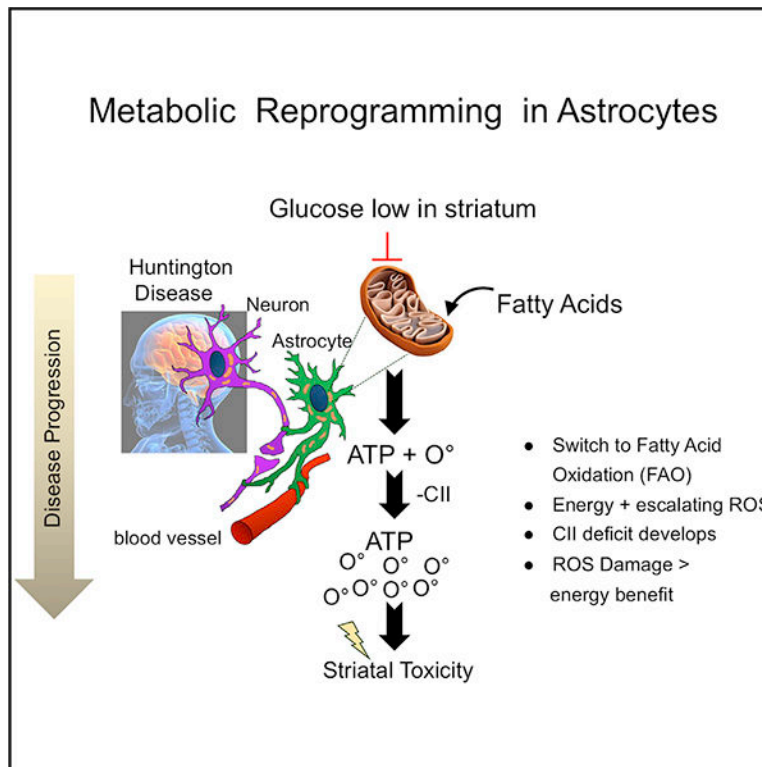 Metabolic Reprogramming in Astrocytes
Glucose low in striatum
Huntington
Disease
Neuron
Astrocyte
Fatty Acids
Disease Progression
blood vessel
ATP + O°
-CII
ATP
O° O° O°
O° O° O° O°
Striatal Toxicity
● Switch to Fatty Acid
Oxidation (FAO)
● Energy + escalating ROS
● CII deficit develops
● ROS Damage >
energy benefit